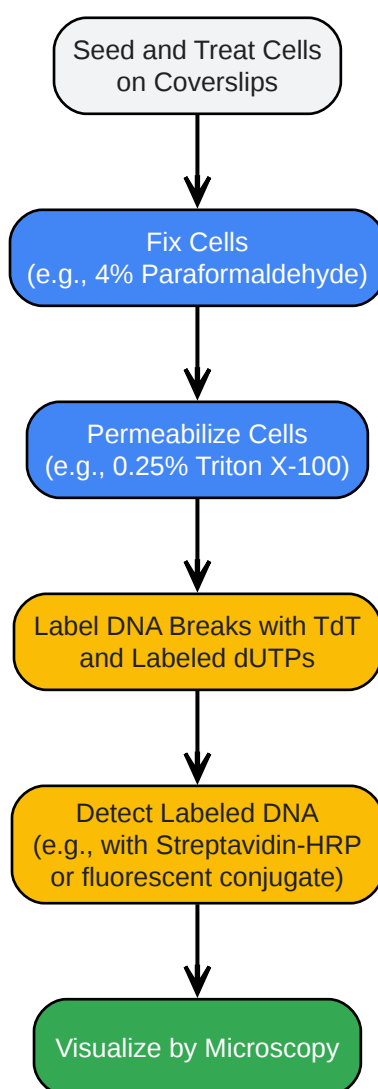 Seed and Treat Cells
on Coverslips
Fix Cells
(e.g., 4% Paraformaldehyde)
Permeabilize Cells
(e.g., 0.25% Triton X-100)
Label DNA Breaks with TdT
and Labeled dUTPs
Detect Labeled DNA
(e.g., with Streptavidin-HRP
or fluorescent conjugate)
Visualize by Microscopy